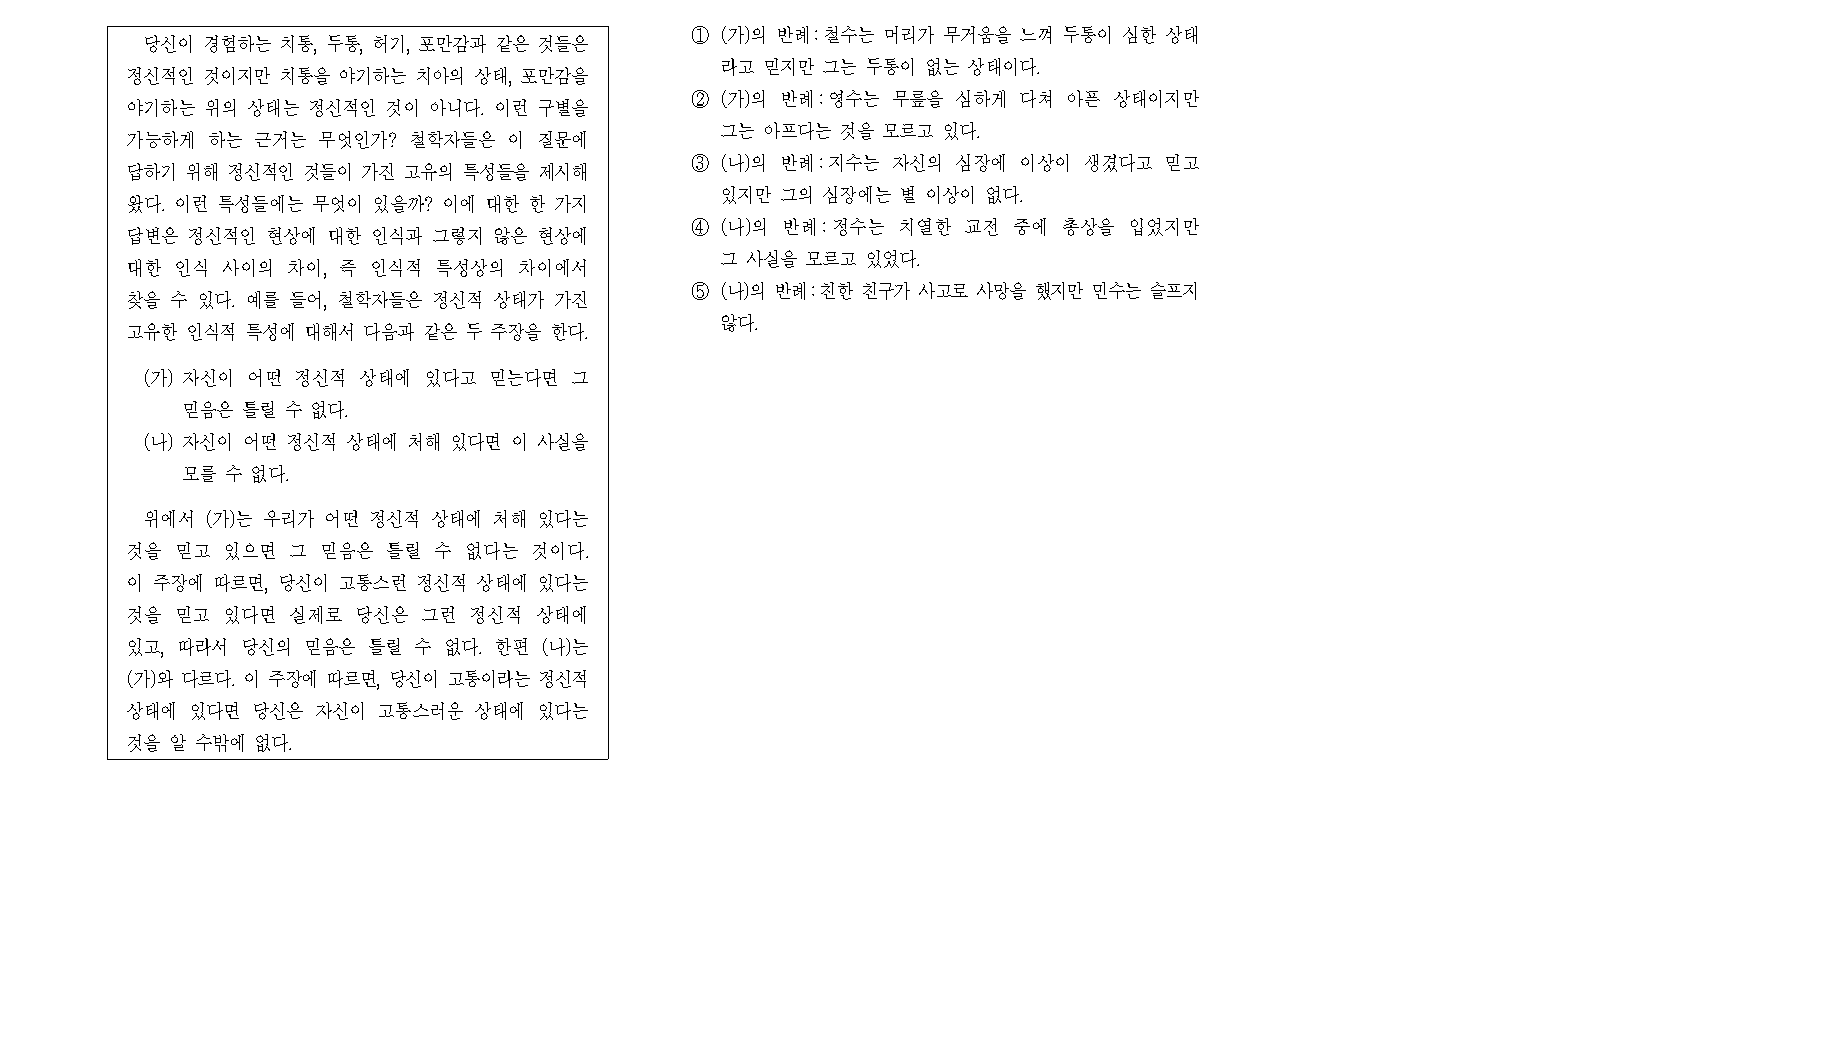 당신이 경험하는 치통, 두통, 허기, 포만감과 같은 것들은
정신적인 것이지만 치통을 야기하는 치아의 상태, 포만감을
야기하는 위의 상태는 정신적인 것이 아니다. 이런 구별을
가능하게 하는 근거는 무엇인가? 철학자들은 이 질문에
답하기 위해 정신적인 것들이 가진 고유의 특성들을 제시해
왔다. 이런 특성들에는 무엇이 있을까? 이에 대한 한 가지
답변은 정신적인 현상에 대한 인식과 그렇지 않은 현상에
대한 인식 사이의 차이, 즉 인식적 특성상의 차이에서
찾을 수 있다. 예를 들어, 철학자들은 정신적 상태가 가진
고유한 인식적 특성에 대해서 다음과 같은 두 주장을 한다.
(가) 자신이 어떤 정신적 상태에 있다고 믿는다면 그
믿음은 틀릴 수 없다.
(나) 자신이 어떤 정신적 상태에 처해 있다면 이 사실을
모를 수 없다.
위에서 (가)는 우리가 어떤 정신적 상태에 처해 있다는
것을 믿고 있으면 그 믿음은 틀릴 수 없다는 것이다.
이 주장에 따르면, 당신이 고통스런 정신적 상태에 있다는
것을 믿고 있다면 실제로 당신은 그런 정신적 상태에
있고, 따라서 당신의 믿음은 틀릴 수 없다. 한편 (나)는
(가)와 다르다. 이 주장에 따르면, 당신이 고통이라는 정신적
상태에 있다면 당신은 자신이 고통스러운 상태에 있다는
것을 알 수밖에 없다.
① (가)의 반례: 철수는 머리가 무거움을 느껴 두통이 심한 상태
라고 믿지만 그는 두통이 없는 상태이다.
② (가)의 반례: 영수는 무릎을 심하게 다쳐 아픈 상태이지만
그는 아프다는 것을 모르고 있다.
③ (나)의 반례: 지수는 자신의 심장에 이상이 생겼다고 믿고
있지만 그의 심장에는 별 이상이 없다.
④ (나)의 반례: 정수는 치열한 교전 중에 총상을 입었지만
그 사실을 모르고 있었다.
⑤ (나)의 반례: 친한 친구가 사고로 사망을 했지만 민수는 슬프지
않다.